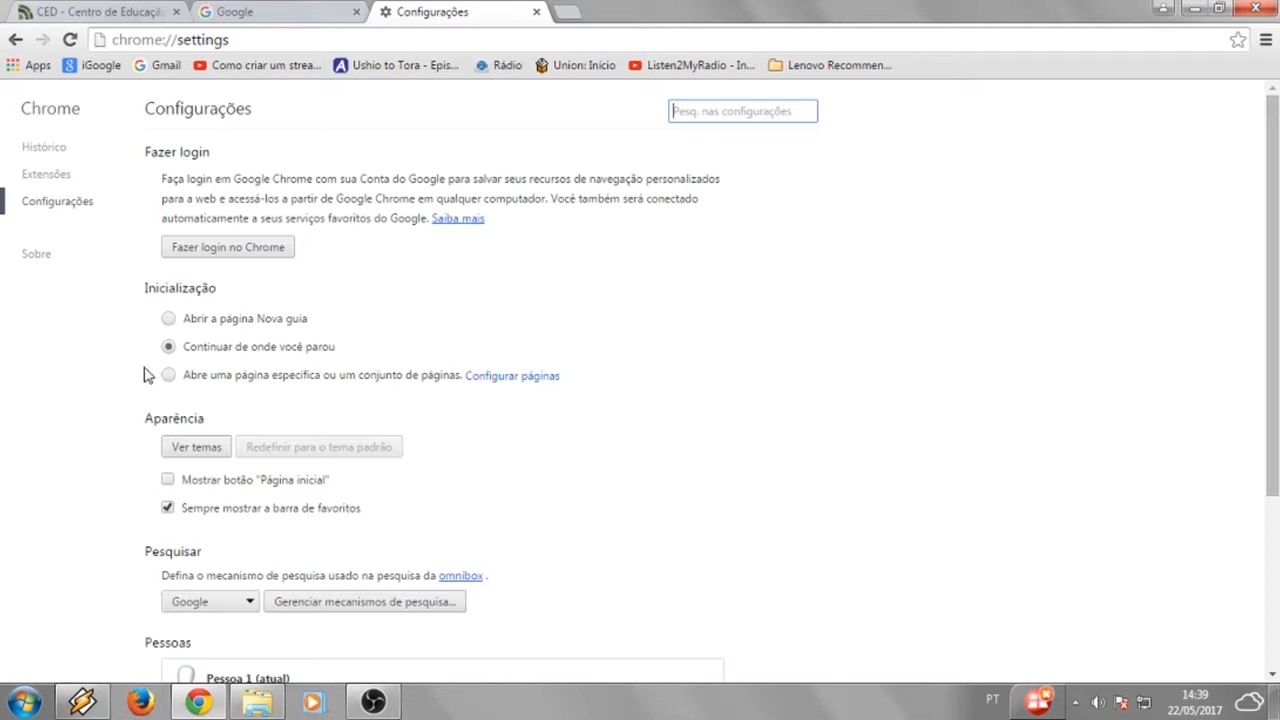 CED - Centro de Educaçã
Google
Configurações
chrome://settings
Apps
iGoogle
Gmail
Como criar um strea...
Ushio to Tora - Epis...
Rádio
Union: Início
Listen2MyRadio - In...
Lenovo Recommen...
Chrome
Configurações
Pesq. nas configurações
Histórico
Extensões
Configurações
Sobre
Fazer login
Faça login em Google Chrome com sua Conta do Google para salvar seus recursos de navegação personalizados
para a web e acessá-los a partir de Google Chrome em qualquer computador. Você também será conectado
automaticamente a seus serviços favoritos do Google. Saiba mais
Fazer login no Chrome
Inicialização
Abrir a página Nova guia
Continuar de onde você parou
Abre uma página específica ou um conjunto de páginas. Configurar páginas
Aparência
Ver temas
Redefinir para o tema padrão
Mostrar botão "Página inicial"
Sempre mostrar a barra de favoritos
Pesquisar
Defina o mecanismo de pesquisa usado na pesquisa da omnibox .
Google
Gerenciar mecanismos de pesquisa...
Pessoas
Pessoa 1 (atual)
PT
14:39
22/05/2017